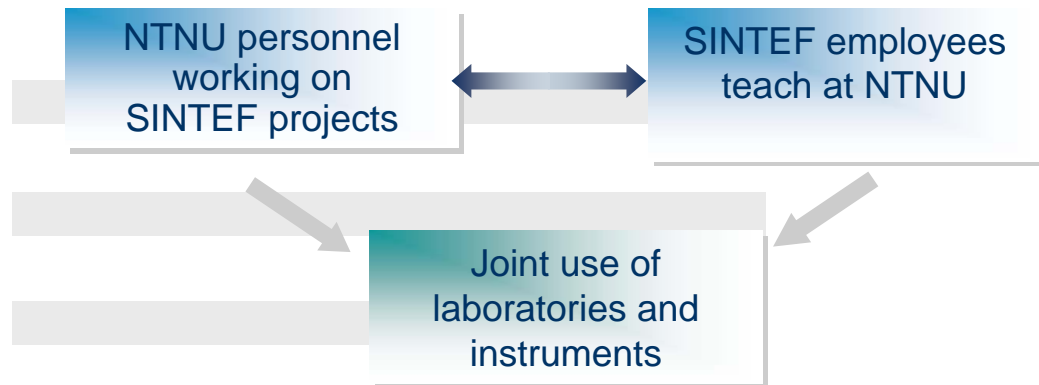 NTNU personnel
working on
SINTEF projects
SINTEF employees
teach at NTNU
Joint use of
laboratories and
instruments